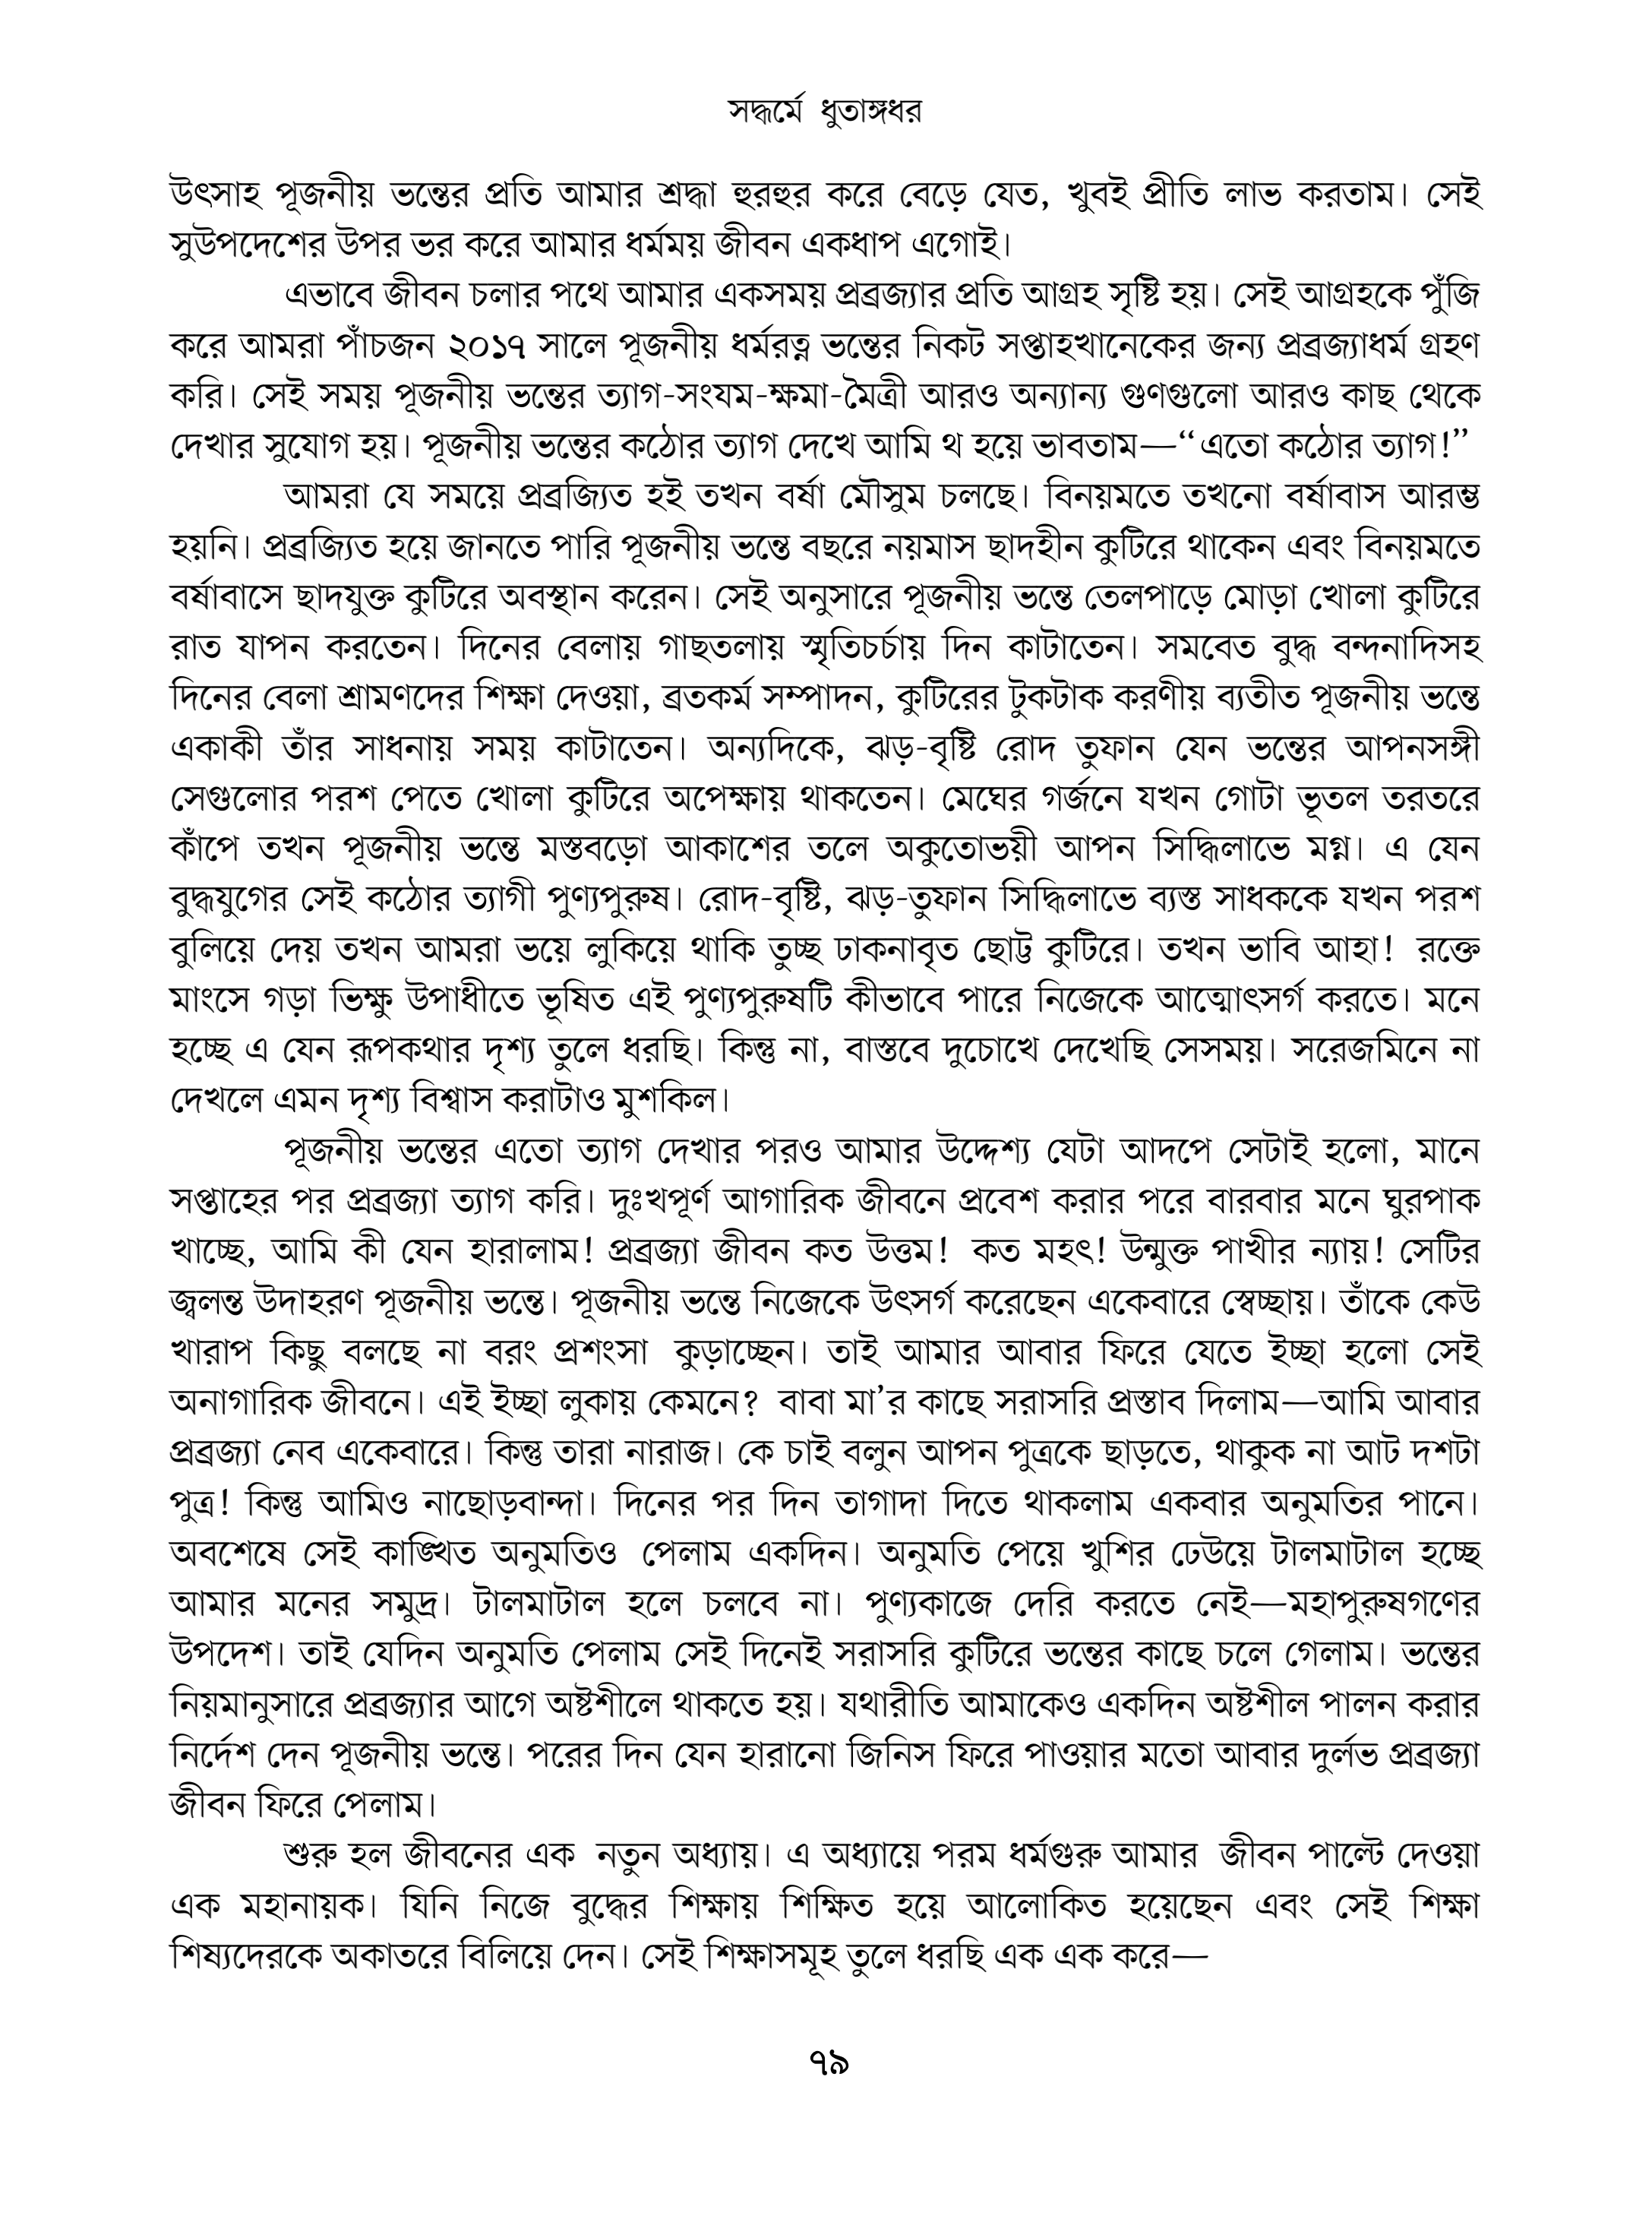 সদ্ধর্মে ধুতাঙ্গধর
উৎসাহ পূজনীয় ভন্তের প্রতি আমার শ্রদ্ধা হুরহুর করে বেড়ে যেত, খুবই প্রীতি লাভ করতাম। সেই
সুউপদেশের উপর ভর করে আমার ধর্মময় জীবন একধাপ এগোই।
এভাবে জীবন চলার পথে আমার একসময় প্রব্রজ্যার প্রতি আগ্রহ সৃষ্টি হয়। সেই আগ্রহকে পুঁজি
করে আমরা পাঁচজন ২০১৭ সালে পূজনীয় ধর্মরত্ন ভন্তের নিকট সপ্তাহখানেকের জন্য প্রব্রজ্যাধর্ম গ্রহণ
করি। সেই সময় পূজনীয় ভন্তের ত্যাগ-সংযম-ক্ষমা-মৈত্রী আরও অন্যান্য গুণগুলো আরও কাছ থেকে
দেখার সুযোগ হয়। পূজনীয় ভন্তের কঠোর ত্যাগ দেখে আমি থ হয়ে ভাবতাম—“এতো কঠোর ত্যাগ!”
আমরা যে সময়ে প্রব্রজ্যিত হই তখন বর্ষা মৌসুম চলছে। বিনয়মতে তখনো বর্ষাবাস আরম্ভ
হয়নি। প্রব্রজ্যিত হয়ে জানতে পারি পূজনীয় ভন্তে বছরে নয়মাস ছাদহীন কুটিরে থাকেন এবং বিনয়মতে
বর্ষাবাসে ছাদযুক্ত কুটিরে অবস্থান করেন। সেই অনুসারে পূজনীয় ভন্তে তেলপাড়ে মোড়া খোলা কুটিরে
রাত যাপন করতেন। দিনের বেলায় গাছতলায় স্মৃতিচর্চায় দিন কাটাতেন। সমবেত বুদ্ধ বন্দনাদিসহ
দিনের বেলা শ্রামণদের শিক্ষা দেওয়া, ব্রতকর্ম সম্পাদন, কুটিরের টুকটাক করণীয় ব্যতীত পূজনীয় ভন্তে
একাকী তাঁর সাধনায় সময় কাটাতেন। অন্যদিকে, ঝড়-বৃষ্টি রোদ তুফান যেন ভন্তের আপনসঙ্গী
সেগুলোর পরশ পেতে খোলা কুটিরে অপেক্ষায় থাকতেন। মেঘের গর্জনে যখন গোটা ভূতল তরতরে
কাঁপে তখন পূজনীয় ভন্তে মস্তবড়ো আকাশের তলে অকুতোভয়ী আপন সিদ্ধিলাভে মগ্ন। এ যেন
বুদ্ধযুগের সেই কঠোর ত্যাগী পুণ্যপুরুষ। রোদ-বৃষ্টি, ঝড়-তুফান সিদ্ধিলাভে ব্যস্ত সাধককে যখন পরশ
বুলিয়ে দেয় তখন আমরা ভয়ে লুকিয়ে থাকি তুচ্ছ ঢাকনাবৃত ছোট্ট কুটিরে। তখন ভাবি আহা! রক্তে
মাংসে গড়া ভিক্ষু উপাধীতে ভূষিত এই পুণ্যপুরুষটি কীভাবে পারে নিজেকে আত্মোৎসর্গ করতে। মনে
হচ্ছে এ যেন রূপকথার দৃশ্য তুলে ধরছি। কিন্তু না, বাস্তবে দুচোখে দেখেছি সেসময়। সরেজমিনে না
দেখলে এমন দৃশ্য বিশ্বাস করাটাও মুশকিল।
পূজনীয় ভন্তের এতো ত্যাগ দেখার পরও আমার উদ্দেশ্য যেটা আদপে সেটাই হলো, মানে
সপ্তাহের পর প্রব্রজ্যা ত্যাগ করি। দুঃখপূর্ণ আগারিক জীবনে প্রবেশ করার পরে বারবার মনে ঘুরপাক
খাচ্ছে, আমি কী যেন হারালাম! প্রব্রজ্যা জীবন কত উত্তম! কত মহৎ! উন্মুক্ত পাখীর ন্যায়! সেটির
জ্বলন্ত উদাহরণ পূজনীয় ভন্তে। পূজনীয় ভন্তে নিজেকে উৎসর্গ করেছেন একেবারে স্বেচ্ছায়। তাঁকে কেউ
খারাপ কিছু বলছে না বরং প্রশংসা কুড়াচ্ছেন। তাই আমার আবার ফিরে যেতে ইচ্ছা হলো সেই
অনাগারিক জীবনে। এই ইচ্ছা লুকায় কেমনে? বাবা মা’র কাছে সরাসরি প্রস্তাব দিলাম—আমি আবার
প্রব্রজ্যা নেব একেবারে। কিন্তু তারা নারাজ। কে চাই বলুন আপন পুত্রকে ছাড়তে, থাকুক না আট দশটা
পুত্র! কিন্তু আমিও নাছোড়বান্দা। দিনের পর দিন তাগাদা দিতে থাকলাম একবার অনুমতির পানে।
অবশেষে সেই কাঙ্খিত অনুমতিও পেলাম একদিন। অনুমতি পেয়ে খুশির ঢেউয়ে টালমাটাল হচ্ছে
আমার মনের সমুদ্র। টালমাটাল হলে চলবে না। পুণ্যকাজে দেরি করতে নেই—মহাপুরুষগণের
উপদেশ। তাই যেদিন অনুমতি পেলাম সেই দিনেই সরাসরি কুটিরে ভন্তের কাছে চলে গেলাম। ভন্তের
নিয়মানুসারে প্রব্রজ্যার আগে অষ্টশীলে থাকতে হয়। যথারীতি আমাকেও একদিন অষ্টশীল পালন করার
নির্দেশ দেন পূজনীয় ভন্তে। পরের দিন যেন হারানো জিনিস ফিরে পাওয়ার মতো আবার দুর্লভ প্রব্রজ্যা
জীবন ফিরে পেলাম।
শুরু হল জীবনের এক নতুন অধ্যায়। এ অধ্যায়ে পরম ধর্মগুরু আমার জীবন পাল্টে দেওয়া
এক মহানায়ক। যিনি নিজে বুদ্ধের শিক্ষায় শিক্ষিত হয়ে আলোকিত হয়েছেন এবং সেই শিক্ষা
শিষ্যদেরকে অকাতরে বিলিয়ে দেন। সেই শিক্ষাসমূহ তুলে ধরছি এক এক করে—
৭৯